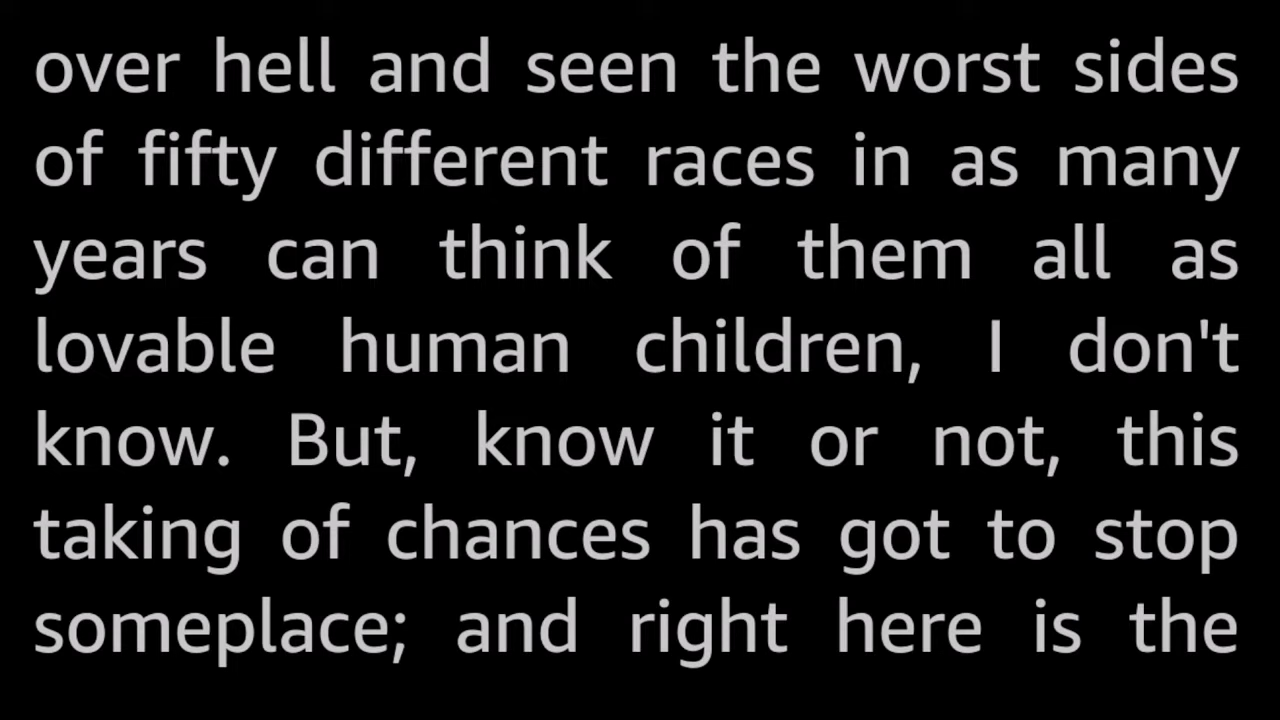 over hell and seen the worst sides
of fifty different races in as many
years can think of them all as
lovable human children, I don't
know. But, know it or not, this
taking of chances has got to stop
someplace; and right here is the